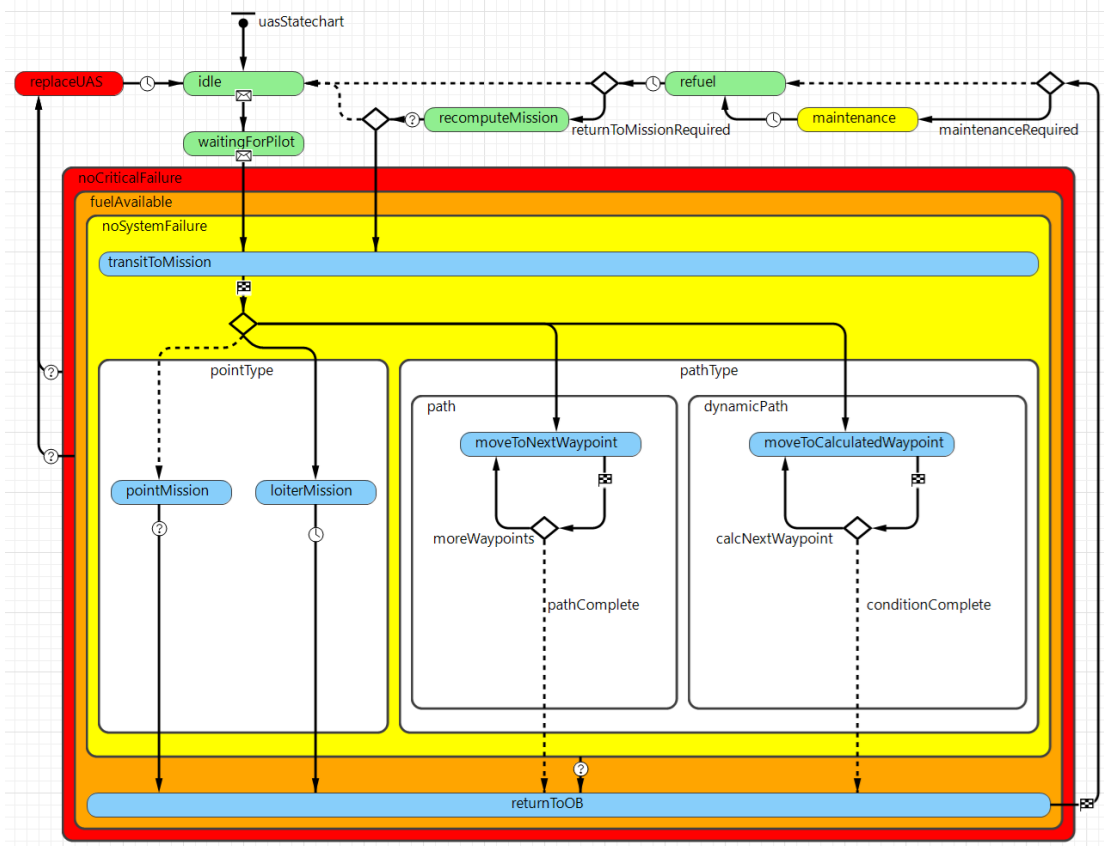 uasStatechart
replaceUAS
idle
refuel
recomputeMission
maintenance
returnToMissionRequired
maintenanceRequired
waitingForPilot
noCriticalFailure
fuelAvailable
noSystemFailure
transitToMission
pointType
pathType
path
dynamicPath
moveToNextWaypoint
moveToCalculatedWaypoint
pointMission
loiterMission
moreWaypoints
calcNextWaypoint
pathComplete
conditionComplete
returnToOB